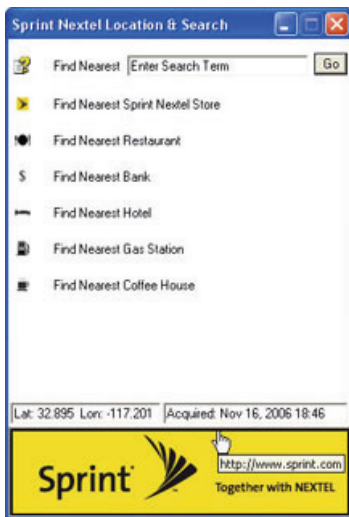 Sprint Nextel Location & Search
Find Nearest Enter Search Term Go
Find Nearest Sprint Nextel Store
Find Nearest Restaurant
$ Find Nearest Bank
Find Nearest Hotel
Find Nearest Gas Station
Find Nearest Coffee House
Lat: 32.895 Lon: -117.201 Acquired: Nov 16, 2006 18:46
http://www.sprint.com
Sprint
Together with NEXTEL